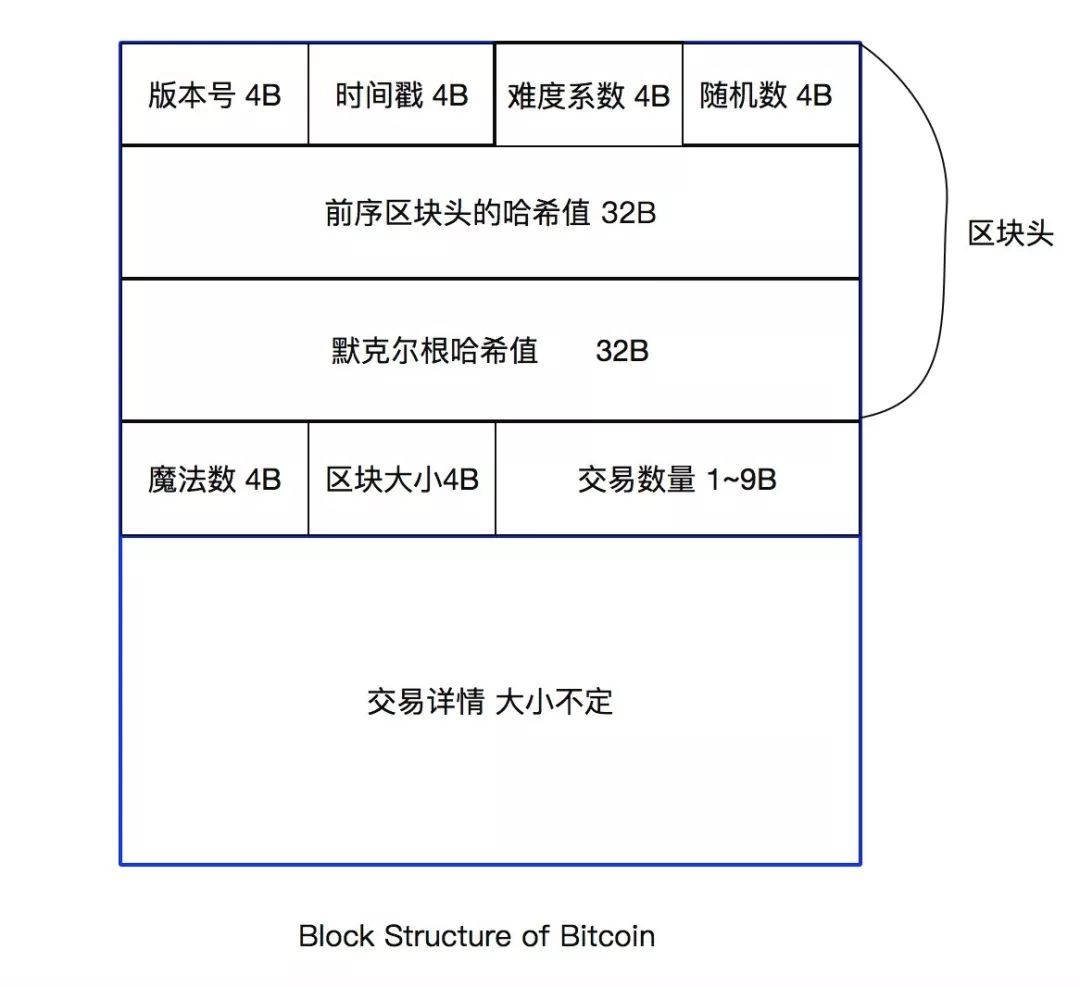 版本号 4B 时间戳 4B 难度系数 4B 随机数 4B
前序区块头的哈希值 32B
区块头
默克尔根哈希值 32B
魔法数 4B 区块大小4B 交易数量 1~9B
交易详情 大小不定
Block Structure of Bitcoin